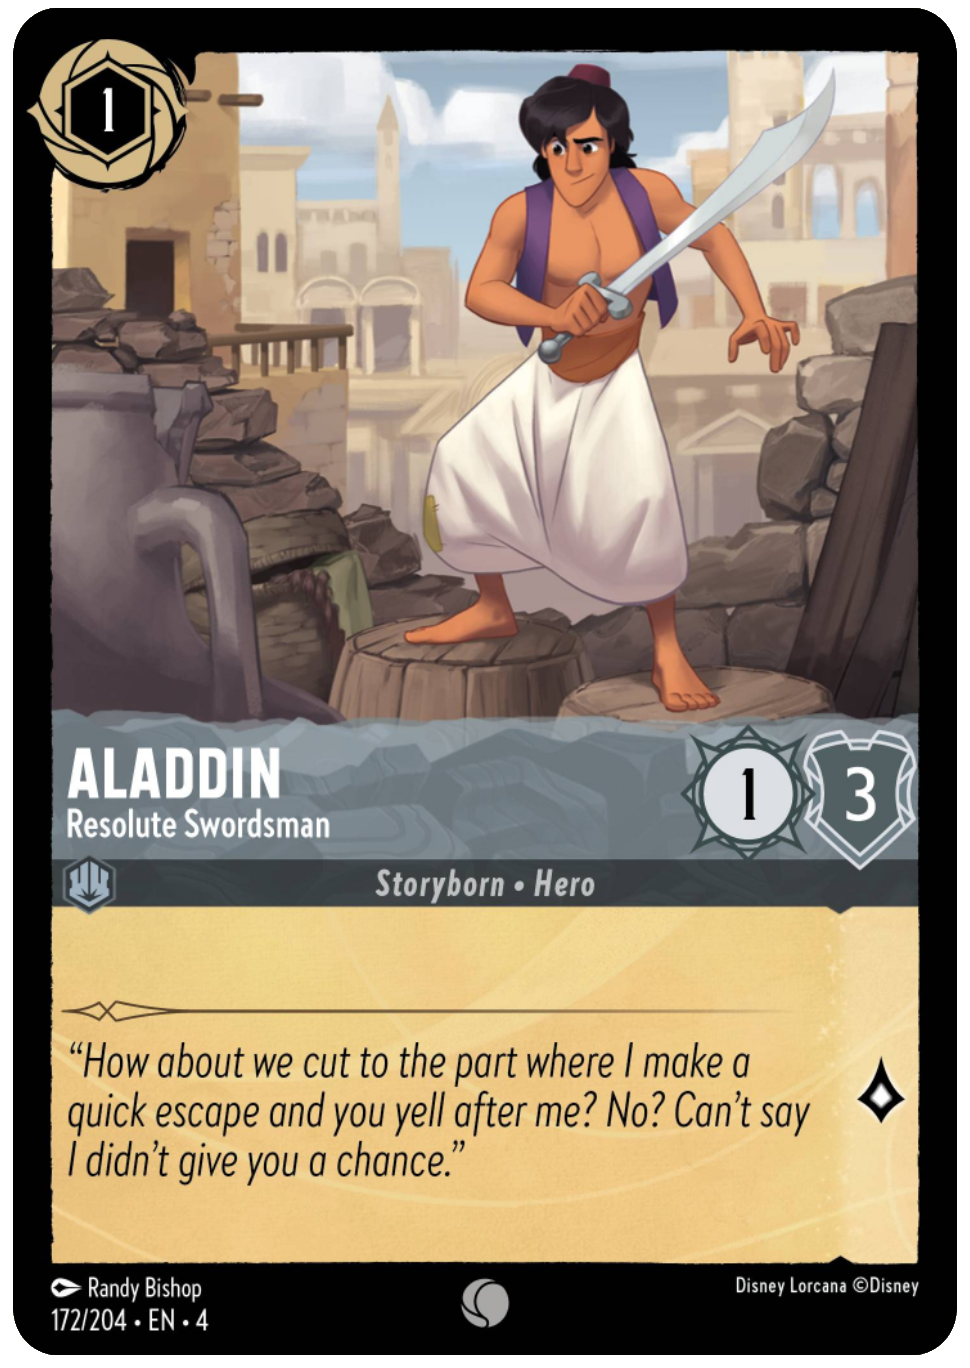 1
ALADDIN
Resolute Swordsman
1
3
Storyborn • Hero
“How about we cut to the part where I make a
quick escape and you yell after me? No? Can’t say
I didn’t give you a chance.”
Randy Bishop
172/204 • EN • 4
Disney Lorcana ©Disney